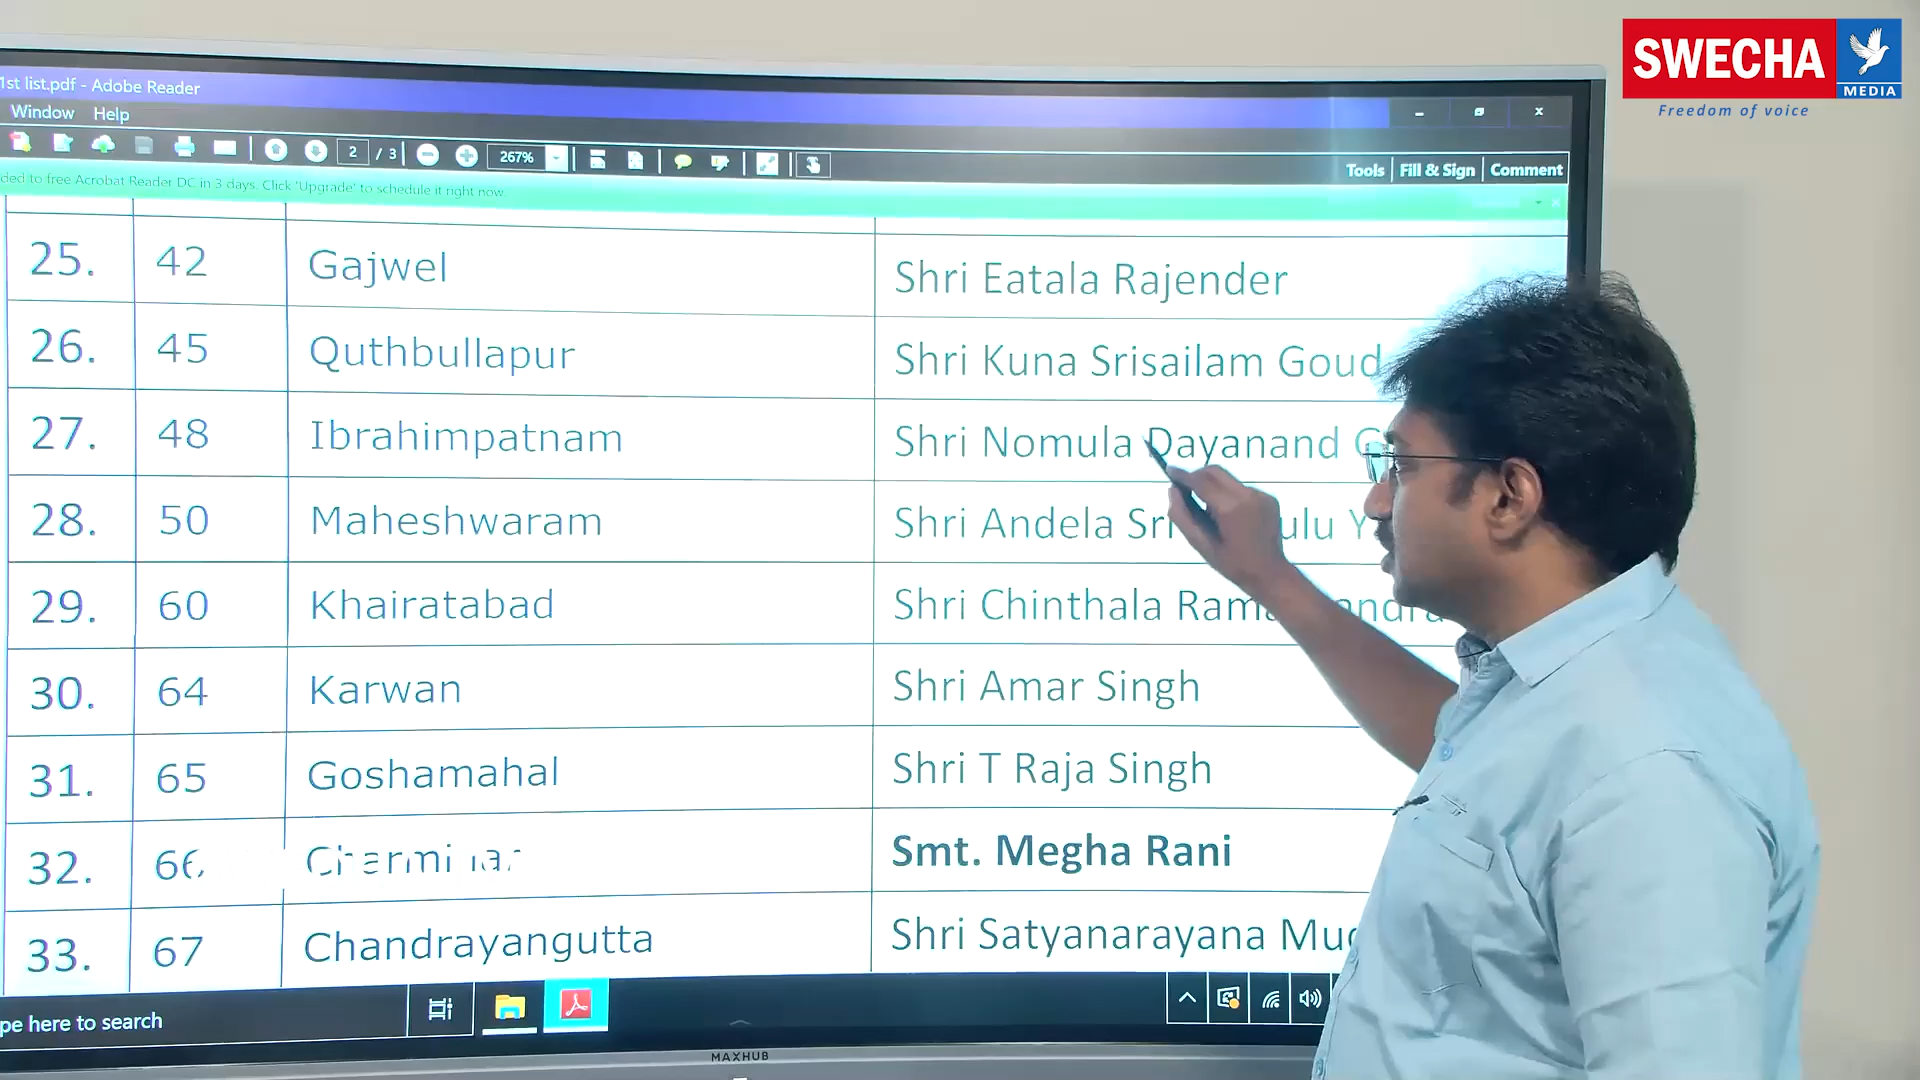 SWECHA
MEDIA
Freedom of voice
1st list.pdf - Adobe Reader
Window Help
2 / 3 267%
Tools Fill & Sign Comment
to free Acrobat Reader DC in 3 days. Click 'Upgrade' to schedule it right now.
25. 42 Gajwel Shri Eatala Rajender
26. 45 Quthbullapur Shri Kuna Srisailam Goud
27. 48 Ibrahimpatnam Shri Nomula Dayanand
28. 50 Maheshwaram Shri Andela
29. 60 Khairatabad Shri Chinthala
30. 64 Karwan Shri Amar Singh
31. 65 Goshamahal Shri T Raja Singh
32. 66 Charminar Smt. Megha Rani
33. 67 Chandrayangutta Shri Satyanarayana
here to search
MAXHUB